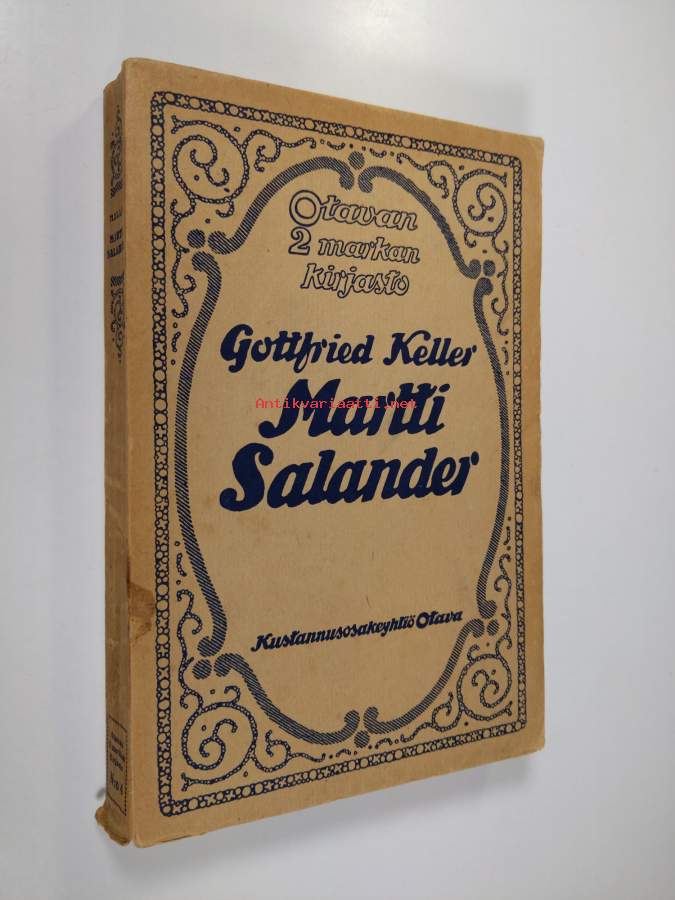 Otavan
2 markan
kirjasto
Gottfried Keller
Martti
Antikvariaatti.net
Salander
Kustannusosakeyhtiö Otava